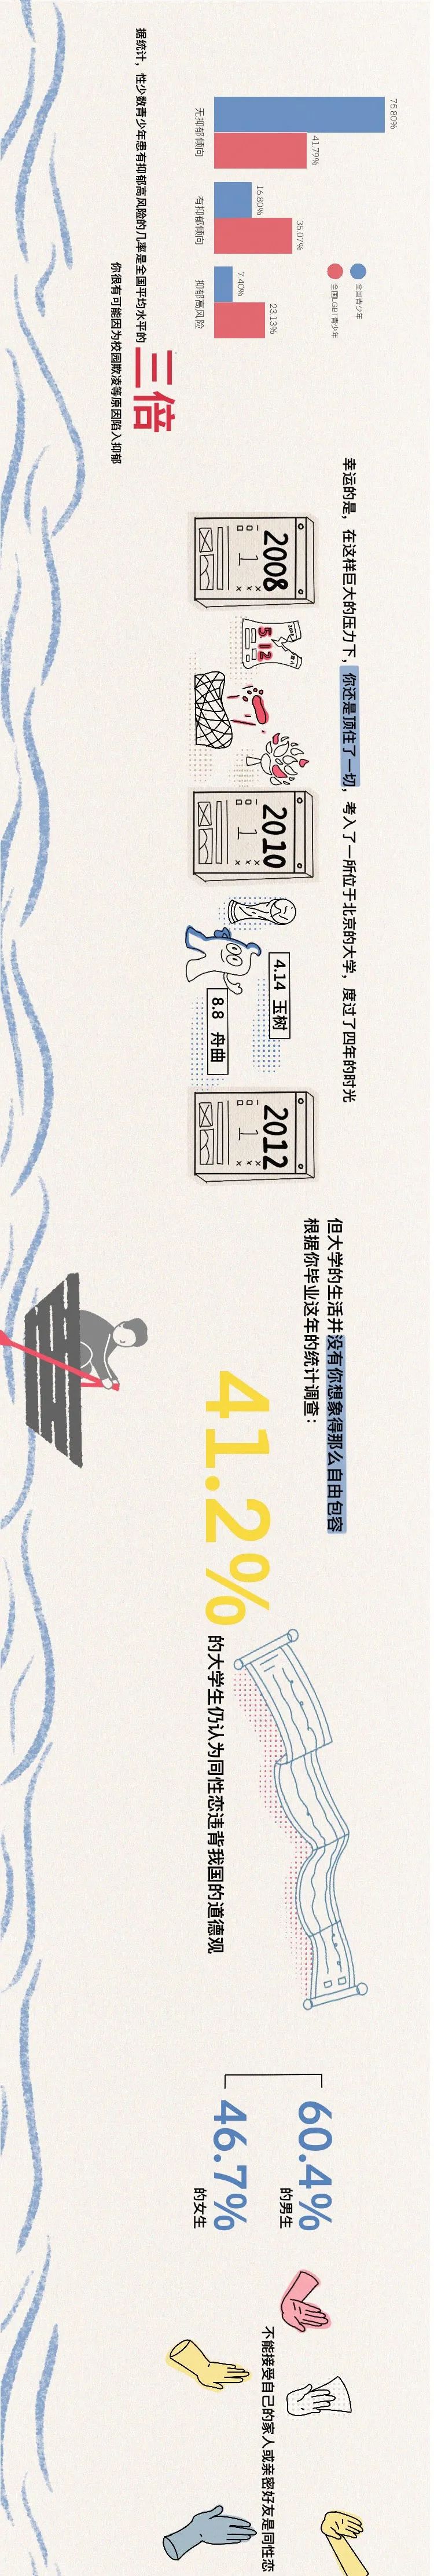 75.80%
41.79%
16.80%
35.07%
7.40%
23.13%
无抑郁倾向
有抑郁倾向
抑郁高风险
全国青少年
全国LGBT青少年
据统计，性少数青少年患有抑郁高风险的几率是全国平均水平的
三倍
你很有可能因为校园欺凌等原因陷入抑郁
幸运的是，在这样巨大的压力下，你还是顶住了一切，考入了一所位于北京的大学，度过了四年的时光
2008
1
512
2010
1
4.14 玉树
8.8 舟曲
2012
1
但大学的生活并没有你想象得那么自由包容
根据你毕业这年的统计调查：
41.2%
的大学生仍认为同性恋违背我国的道德观
60.4%
的男生
46.7%
的女生
不能接受自己的家人或亲密好友是同性恋